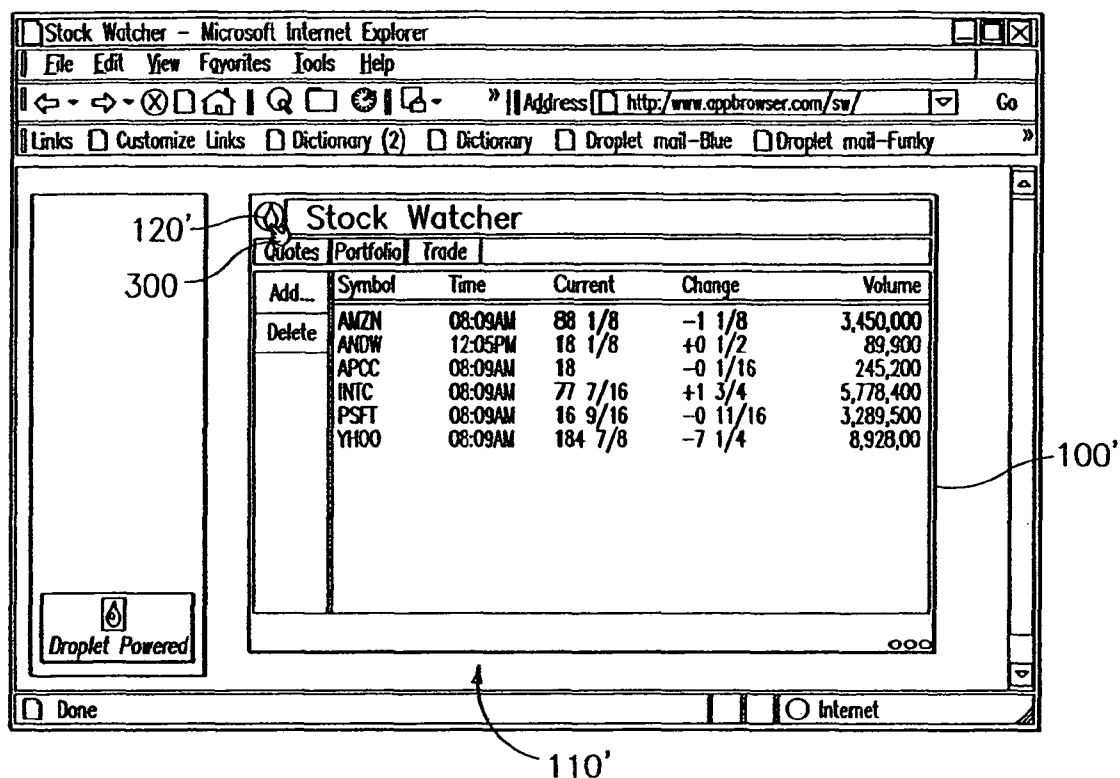 Stock Watcher – Microsoft Internet Explorer
File Edit View Favorites Tools Help
» Address http:/www.appbrowser.com/sw/ Go
Links Customize Links Dictionary (2) Dictionary Droplet mail–Blue Droplet mail–Funky »
120' Stock Watcher
300 Quotes Portfolio Trade
Add... Symbol Time Current Change Volume
Delete AMZN 08:09AM 88 1/8 –1 1/8 3,450,000
ANDW 12:05PM 18 1/8 +0 1/2 89,900
APCC 08:09AM 18 –0 1/16 245,200
INTC 08:09AM 77 7/16 +1 3/4 5,778,400
PSFT 08:09AM 16 9/16 –0 11/16 3,289,500
YHOO 08:09AM 184 7/8 –7 1/4 8,928,00
100'
Droplet Powered
Done Internet
110'